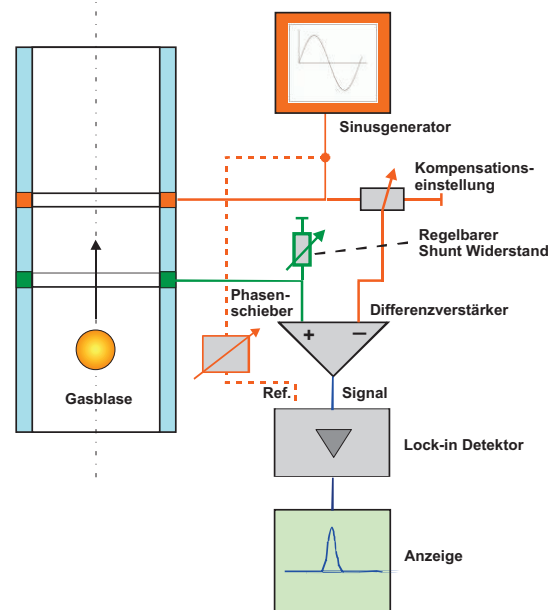 Sinusgenerator
Kompensations-
einstellung
Regelbarer
Shunt Widerstand
Phasen-
schieber
Differenzverstärker
+
−
Gasblase
Ref.
Signal
Lock-in Detektor
Anzeige